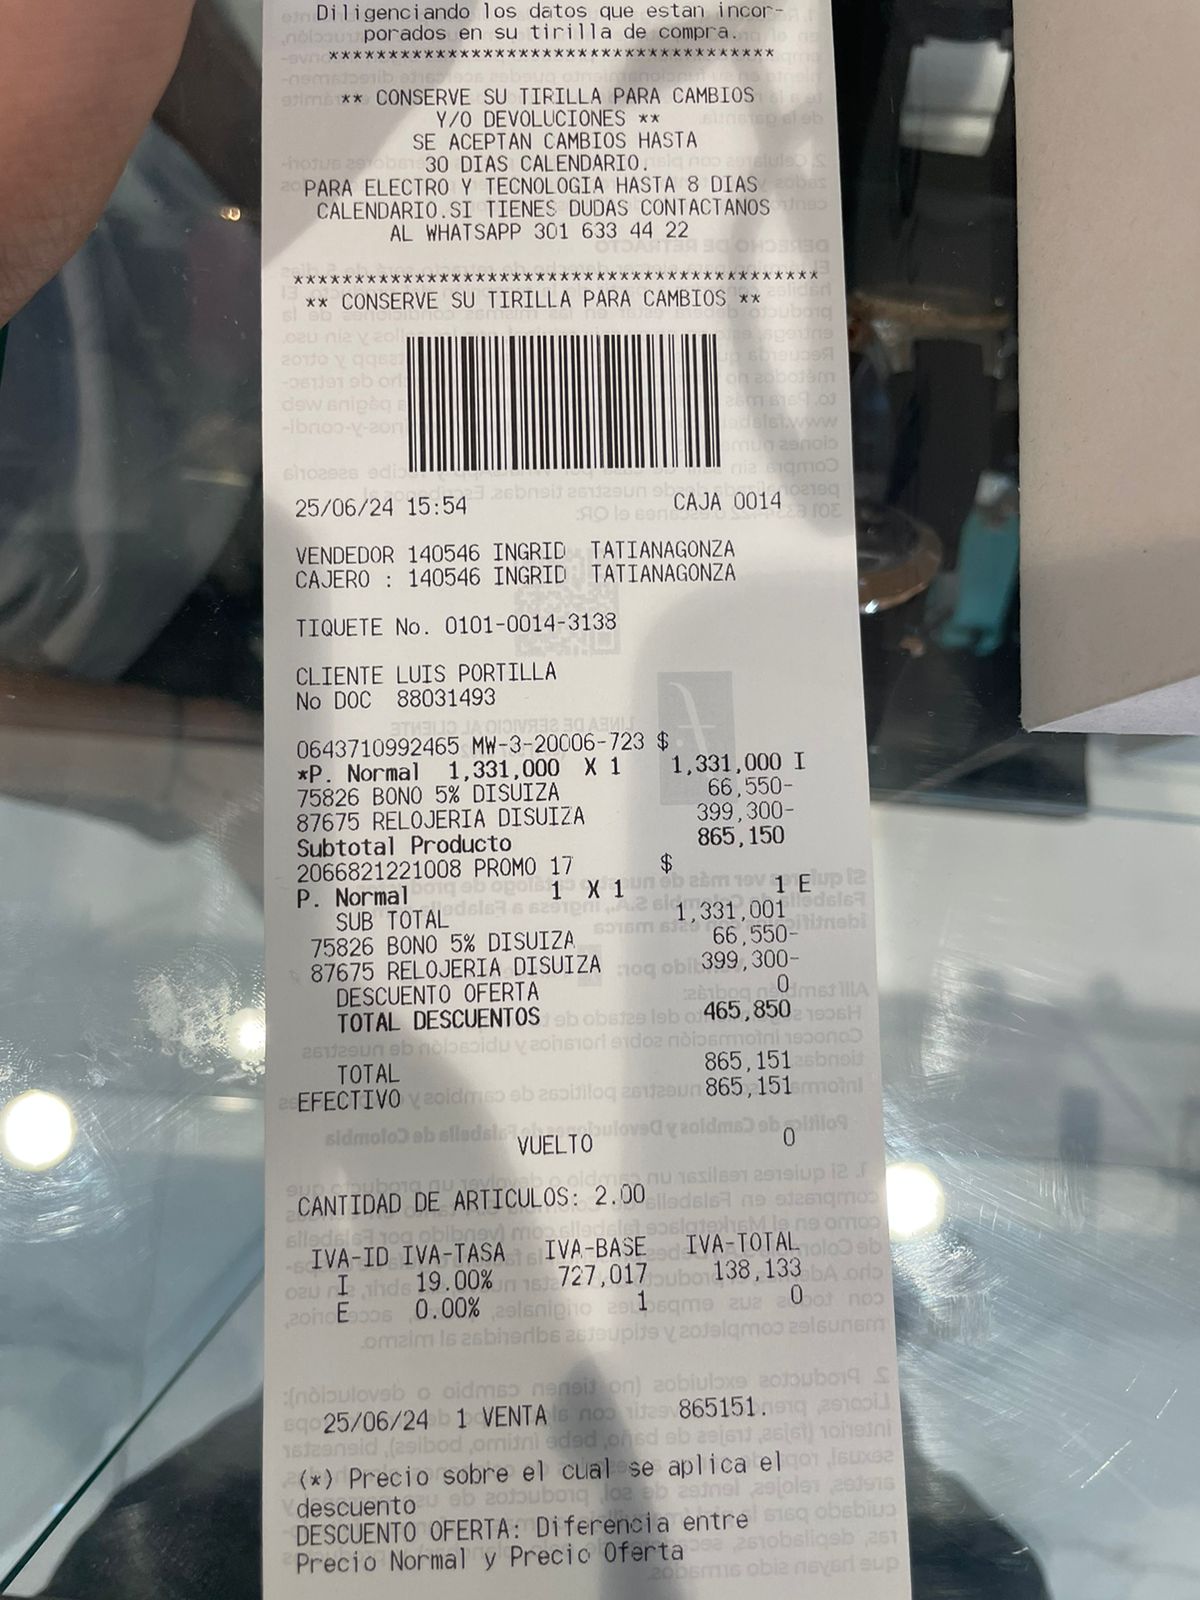 Diligenciando los datos que estan incor-
porados en su tirilla de compra.
****************************************
** CONSERVE SU TIRILLA PARA CAMBIOS
Y/O DEVOLUCIONES **
SE ACEPTAN CAMBIOS HASTA
30 DIAS CALENDARIO.
PARA ELECTRO Y TECNOLOGIA HASTA 8 DIAS
CALENDARIO.SI TIENES DUDAS CONTACTANOS
AL WHATSAPP 301 633 44 22
********************************************
** CONSERVE SU TIRILLA PARA CAMBIOS **
25/06/24 15:54 CAJA 0014
VENDEDOR 140546 INGRID TATIANAGONZA
CAJERO : 140546 INGRID TATIANAGONZA
TIQUETE No. 0101-0014-3138
CLIENTE LUIS PORTILLA
No DOC 88031493
0643710992465 MW-3-20006-723 $
*P. Normal 1,331,000 X 1 1,331,000 I
75826 BONO 5% DISUIZA 66,550-
87675 RELOJERIA DISUIZA 399,300-
Subtotal Producto 865,150
2066821221008 PROMO 17 $
P. Normal 1 X 1 1 E
SUB TOTAL 1,331,001
75826 BONO 5% DISUIZA 66,550-
87675 RELOJERIA DISUIZA 399,300-
DESCUENTO OFERTA 0
TOTAL DESCUENTOS 465,850
TOTAL 865,151
EFECTIVO 865,151
VUELTO 0
CANTIDAD DE ARTICULOS: 2.00
IVA-ID IVA-TASA IVA-BASE IVA-TOTAL
I 19.00% 727,017 138,133
E 0.00% 1 0
25/06/24 1 VENTA 865151.
(*) Precio sobre el cual se aplica el
descuento
DESCUENTO OFERTA: Diferencia entre
Precio Normal y Precio Oferta